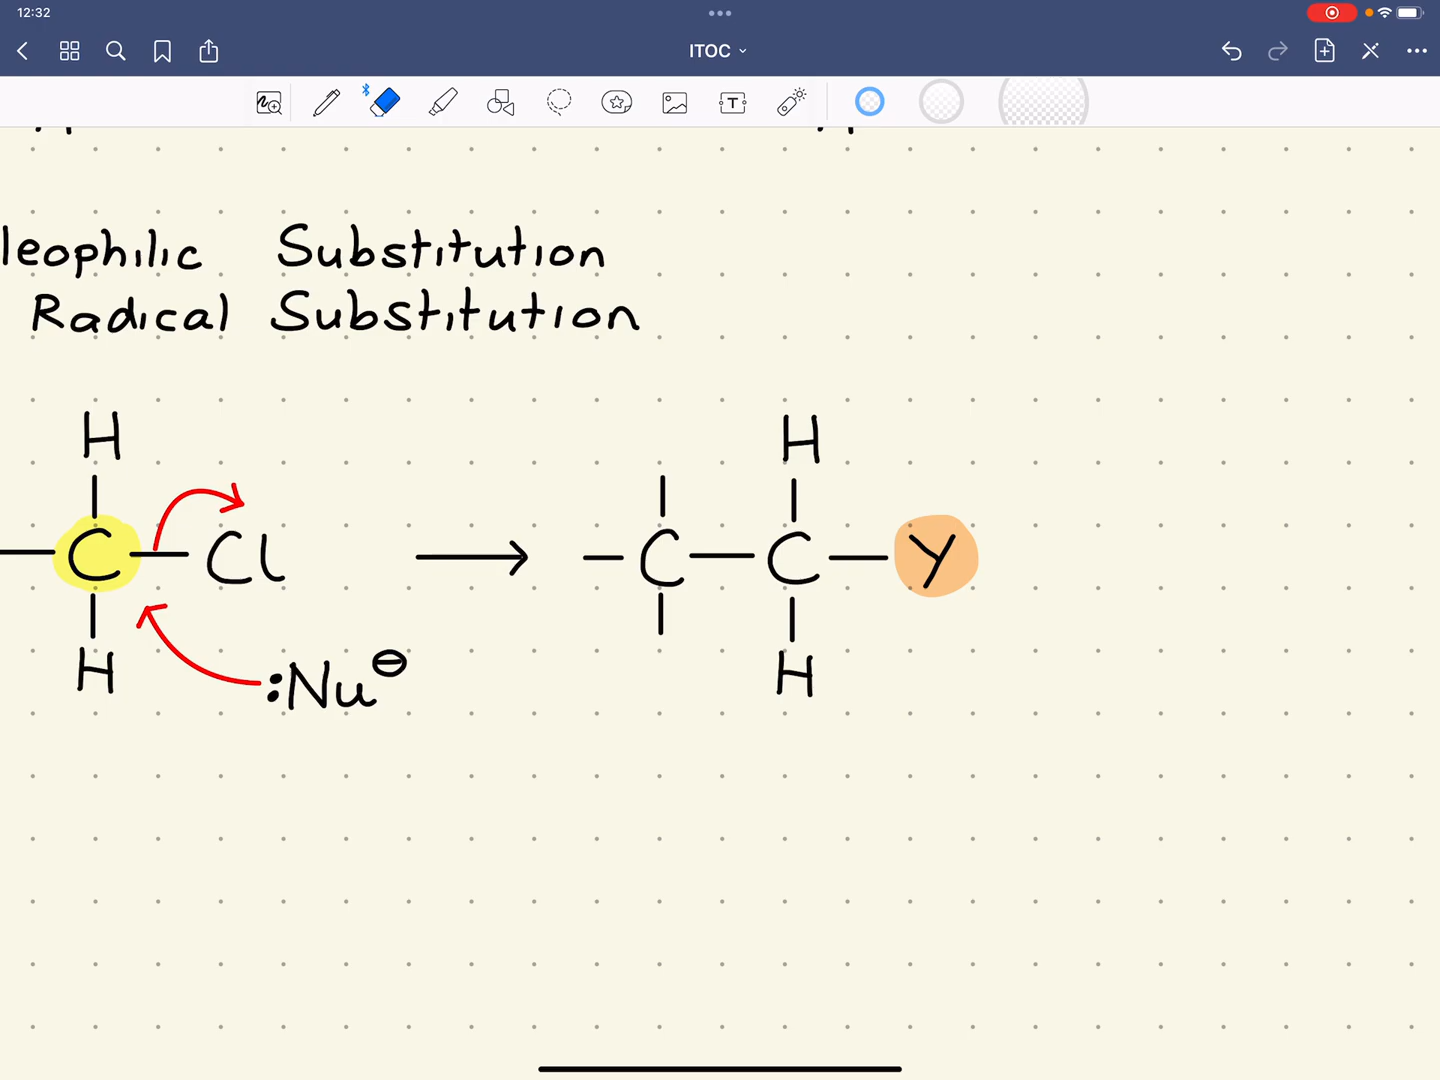 12:32
ITOC
T
leophilic Substitution
Radical Substitution
H H
C Cl C C Y
H :Nu⊖ H